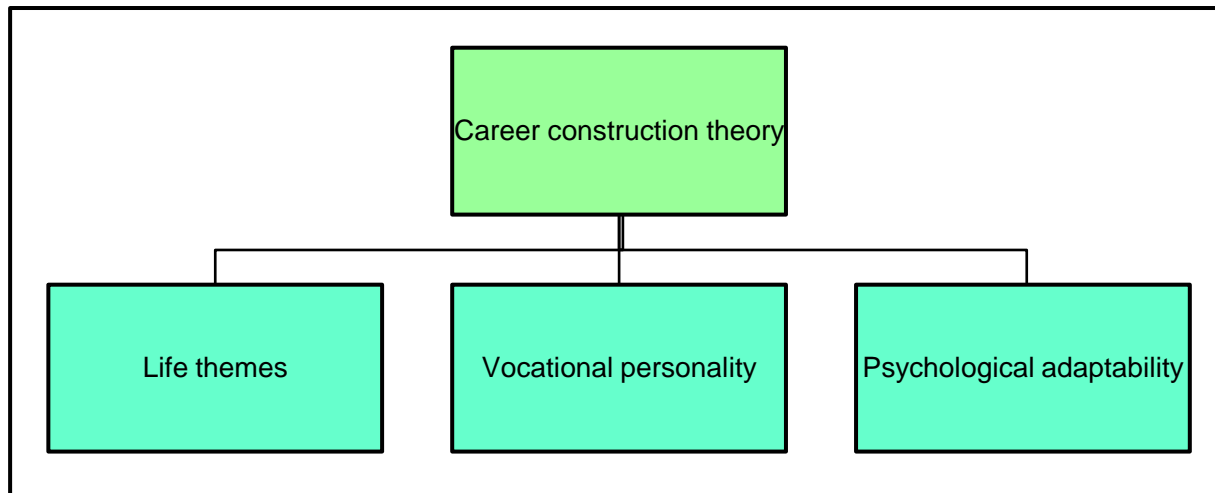 Career construction theory
Life themes
Vocational personality
Psychological adaptability